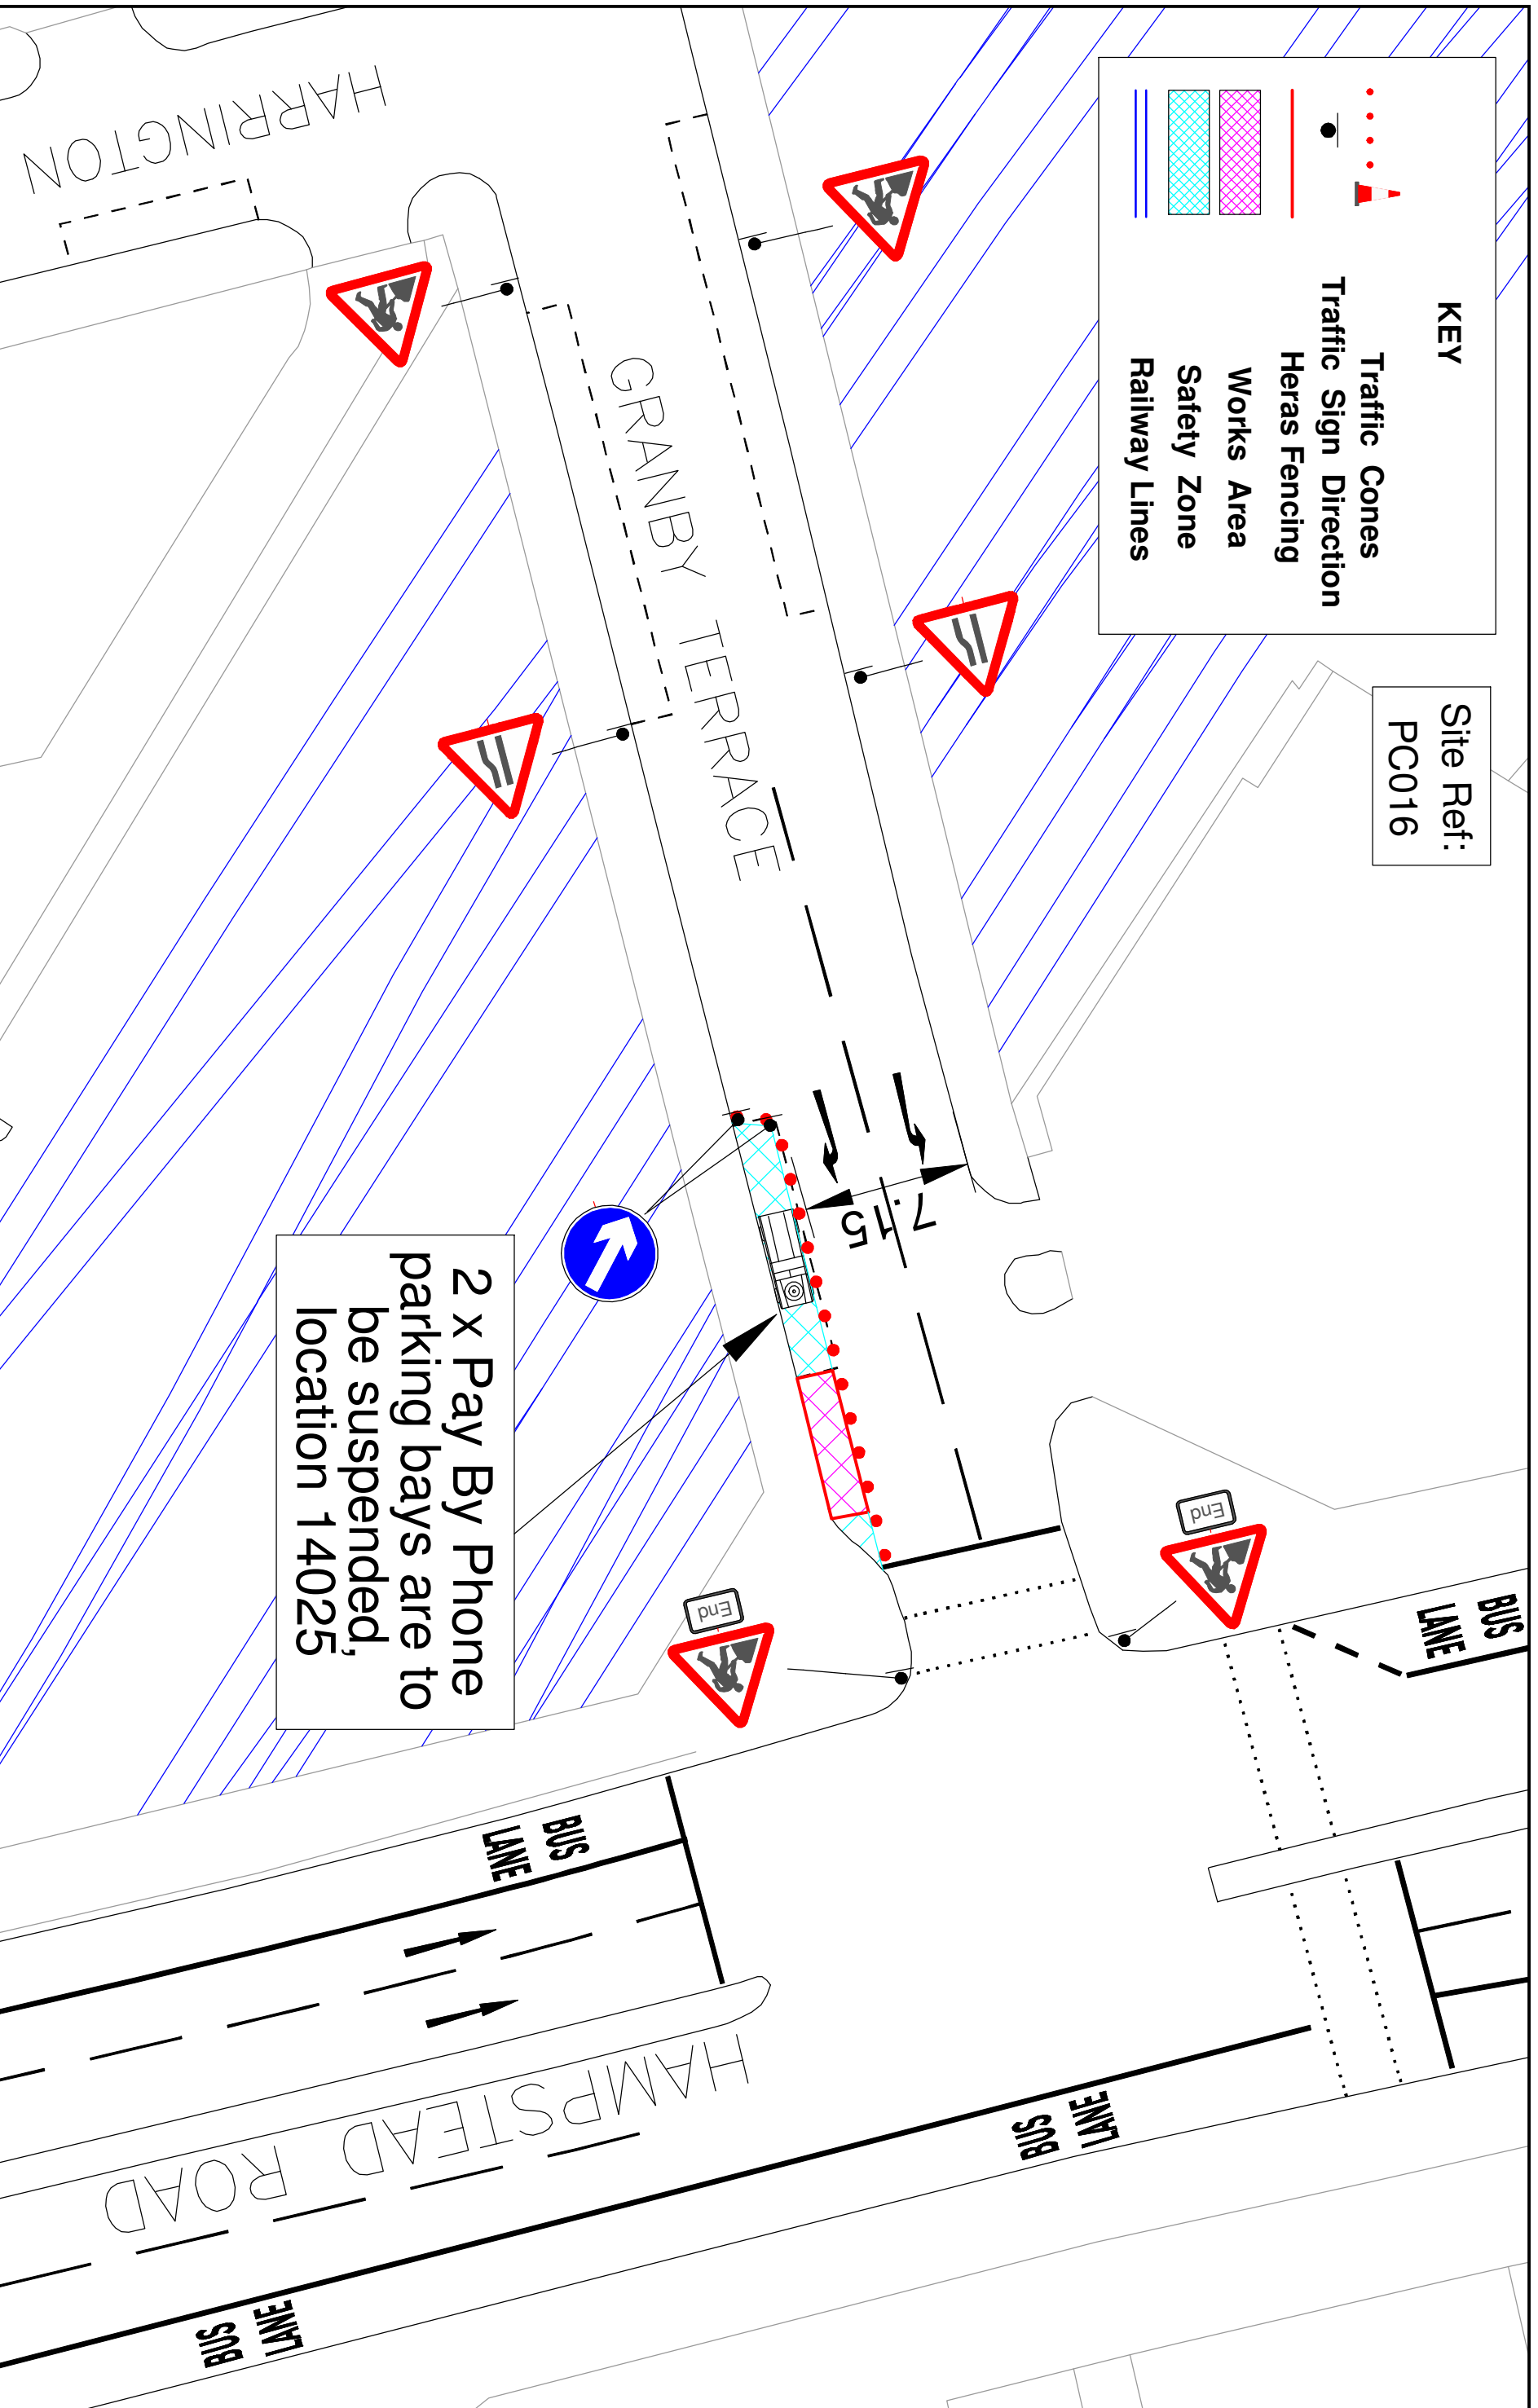 KEY
Traffic Cones
Traffic Sign Direction
Heras Fencing
Works Area
Safety Zone
Railway Lines
Site Ref:
PC016
HARRINGTON
GRANBY TERRACE
7.15
2 x Pay By Phone
parking bays are to
be suspended,
location 14025
End
End
BUS
LANE
BUS
LANE
HAMPSTEAD ROAD
BUS
LANE
BUS
LANE